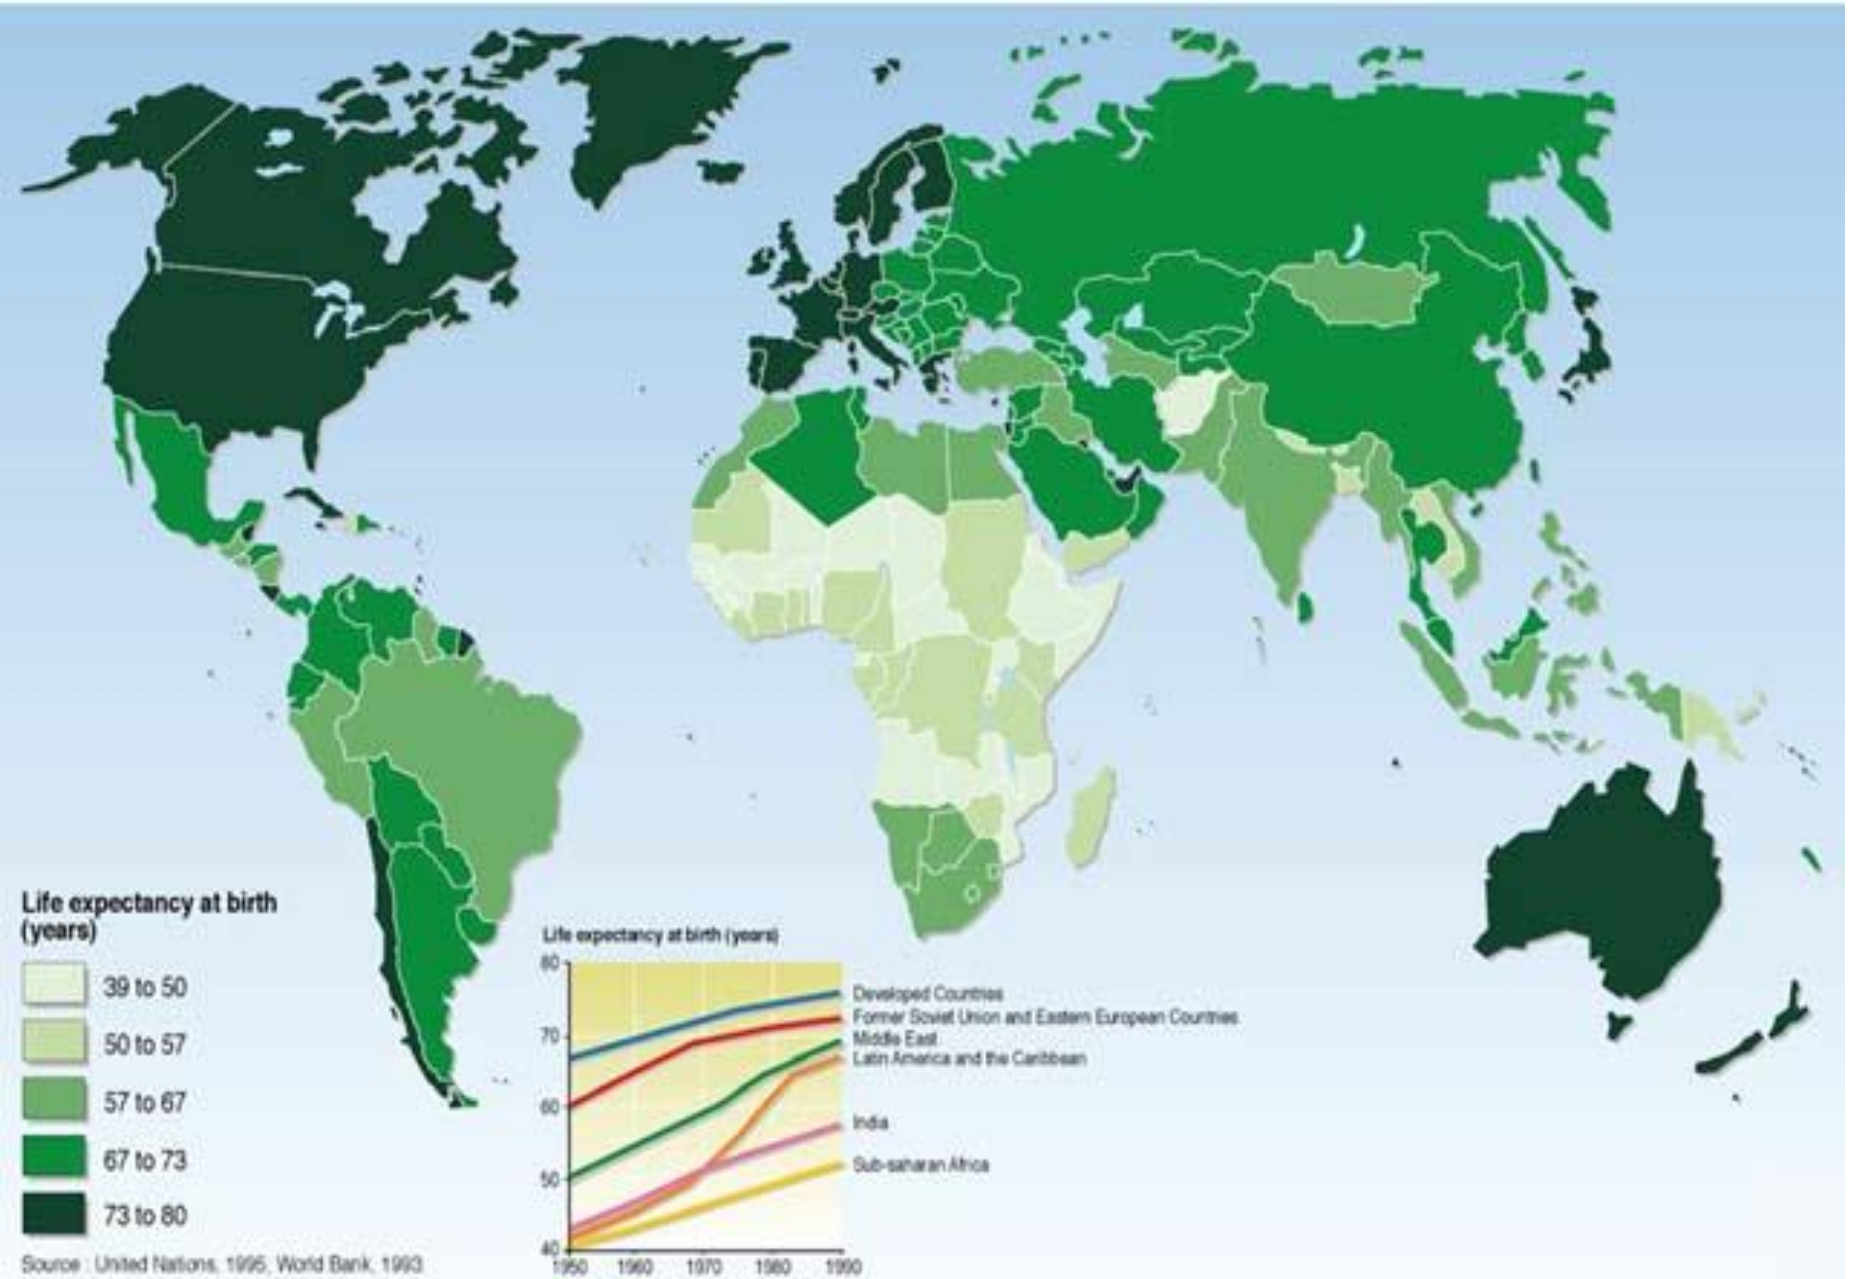 Life expectancy at birth
(years)
39 to 50
50 to 57
57 to 67
67 to 73
73 to 80
Source : United Nations, 1995, World Bank, 1993
Life expectancy at birth (years)
80
70
60
50
40
1950 1960 1970 1980 1990
Developed Countries
Former Soviet Union and Eastern European Countries
Middle East
Latin America and the Caribbean
India
Sub-saharan Africa